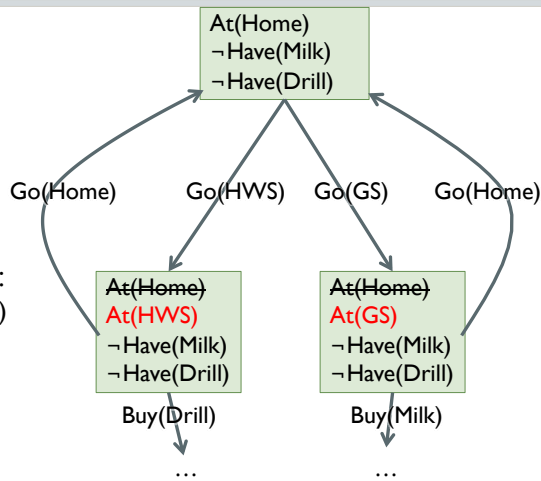 At(Home)
¬Have(Milk)
¬Have(Drill)
Go(Home) Go(HWS) Go(GS) Go(Home)
:
)
At(Home)
At(HWS)
¬Have(Milk)
¬Have(Drill)
At(Home)
At(GS)
¬Have(Milk)
¬Have(Drill)
Buy(Drill) Buy(Milk)
… …